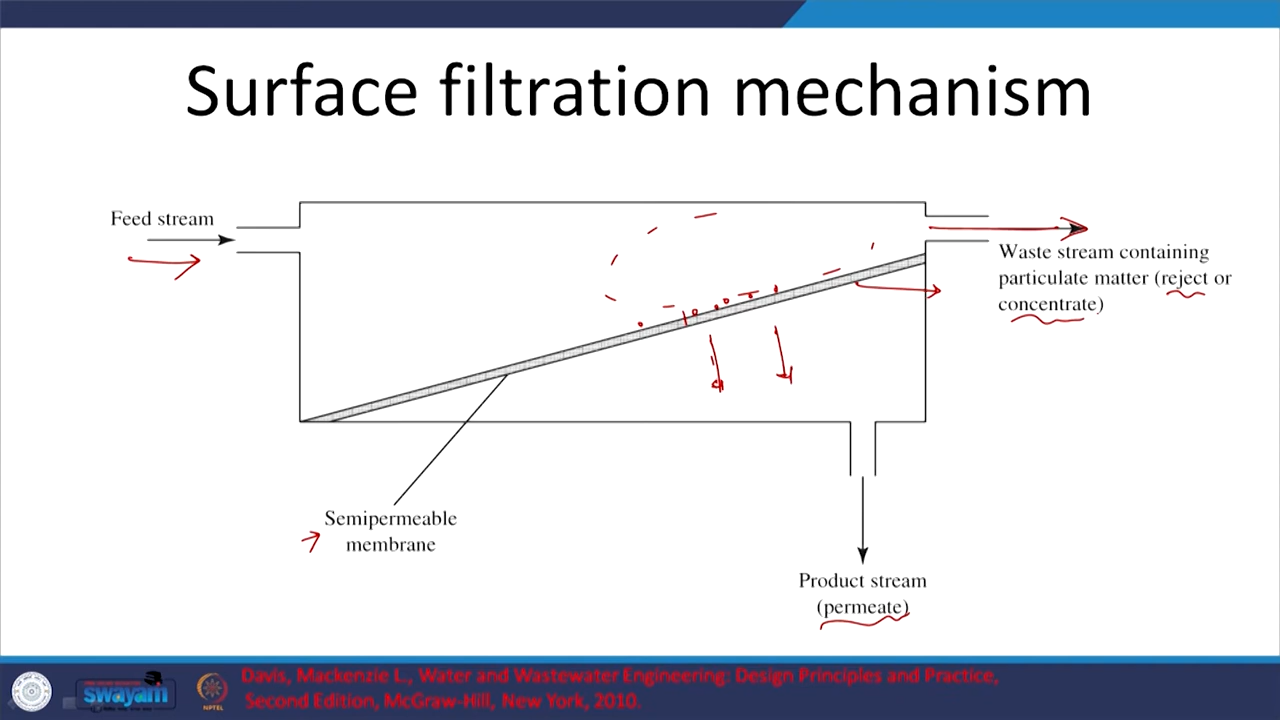 Surface filtration mechanism
Feed stream
Waste stream containing
particulate matter (reject or
concentrate)
Semipermeable
membrane
Product stream
(permeate)
Davis, Mackenzie L., Water and Wastewater Engineering: Design Principles and Practice,
Second Edition, McGraw-Hill, New York, 2010.
swayam
NPTEL